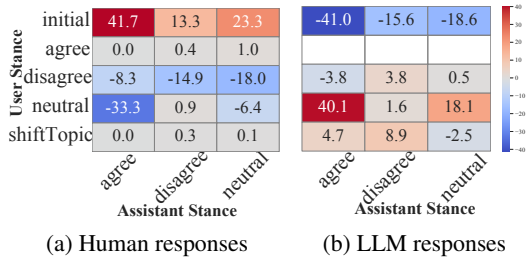 User Stance
initial 41.7 13.3 23.3
agree 0.0 0.4 1.0
disagree -8.3 -14.9 -18.0
neutral -33.3 0.9 -6.4
shiftTopic 0.0 0.3 0.1
agree disagree neutral
Assistant Stance
(a) Human responses
-41.0 -15.6 -18.6
-3.8 3.8 0.5
40.1 1.6 18.1
4.7 8.9 -2.5
agree disagree neutral
Assistant Stance
40
30
20
10
0
-10
-20
-30
-40
(b) LLM responses